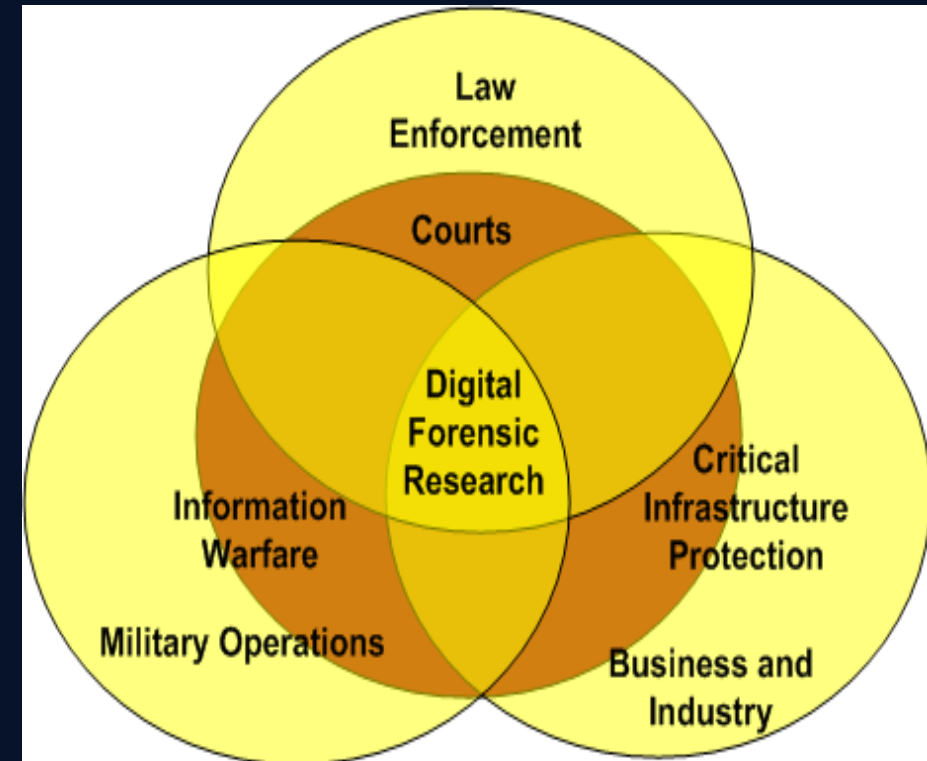 Law
Enforcement
Courts
Digital
Forensic
Research
Information
Warfare
Critical
Infrastructure
Protection
Military Operations
Business and
Industry